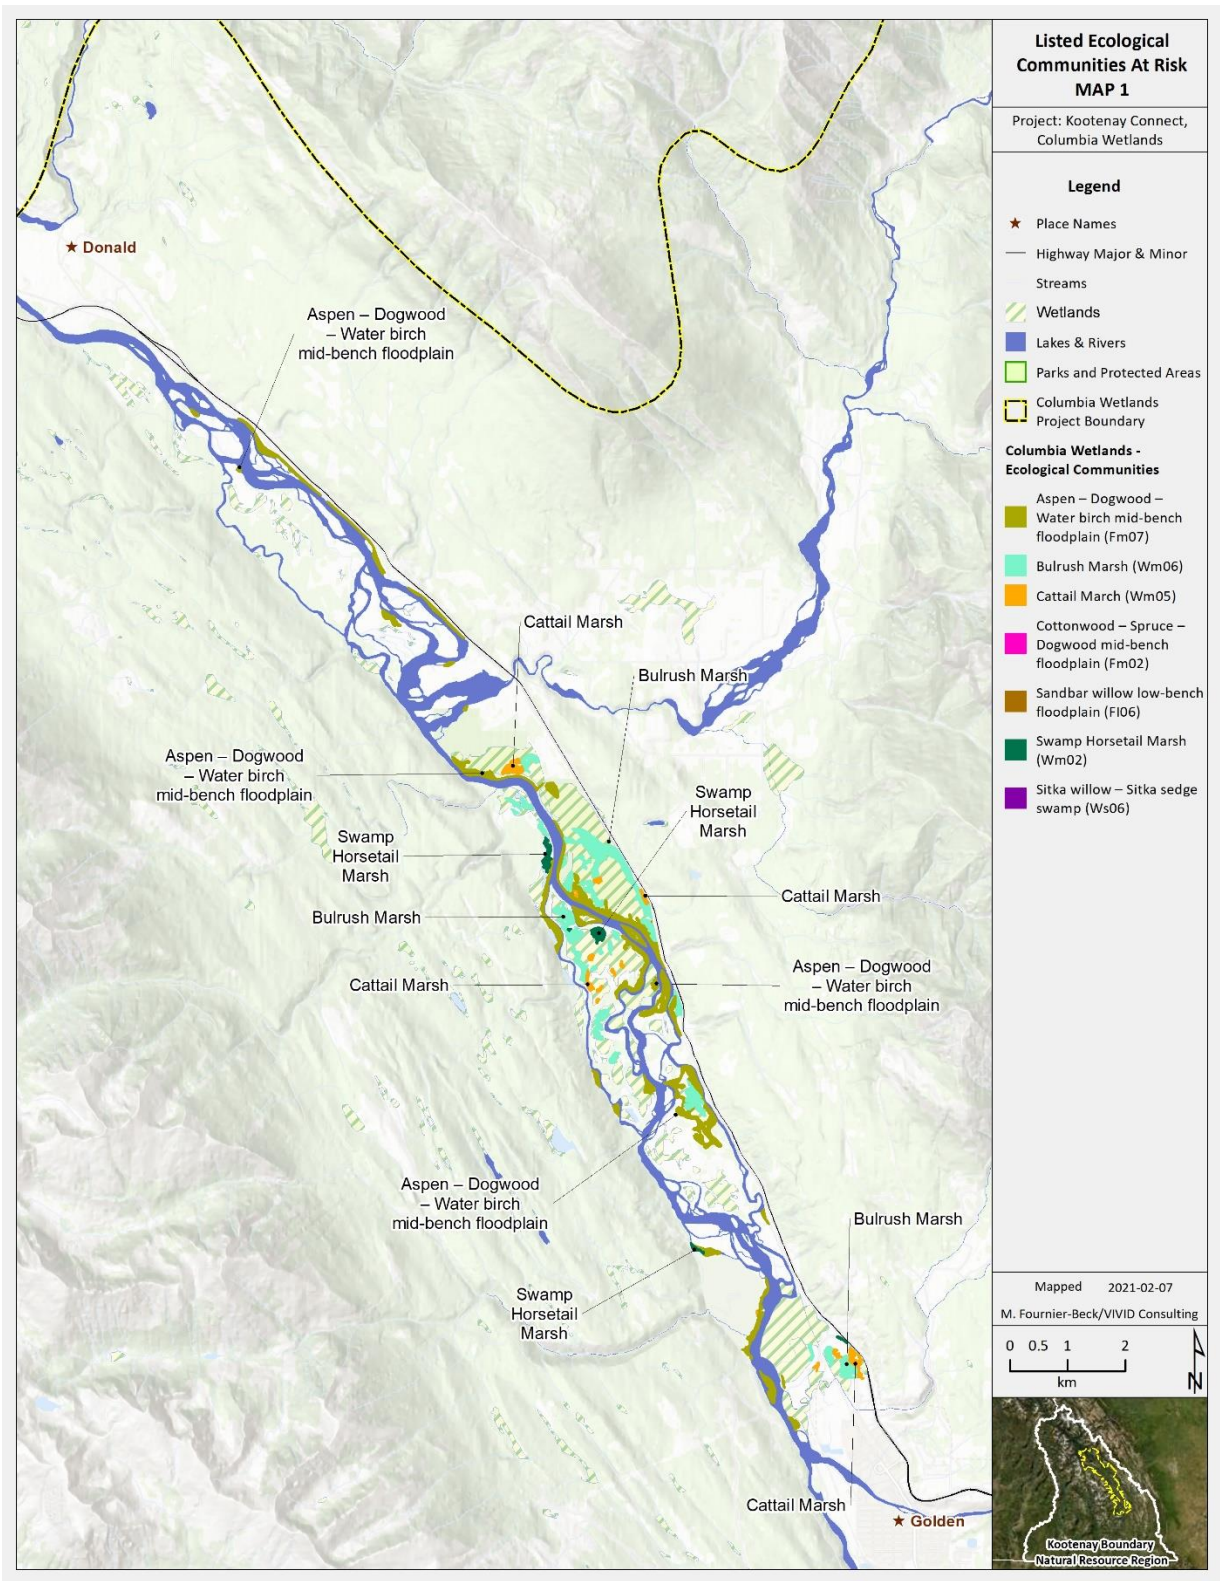 Listed Ecological
Communities At Risk
MAP 1
Project: Kootenay Connect,
Columbia Wetlands
Legend
Place Names
Highway Major & Minor
Streams
Wetlands
Lakes & Rivers
Parks and Protected Areas
Columbia Wetlands
Project Boundary
Columbia Wetlands -
Ecological Communities
Aspen – Dogwood –
Water birch mid-bench
floodplain (Fm07)
Bulrush Marsh (Wm06)
Cattail March (Wm05)
Cottonwood – Spruce –
Dogwood mid-bench
floodplain (Fm02)
Sandbar willow low-bench
floodplain (Fl06)
Swamp Horsetail Marsh
(Wm02)
Sitka willow – Sitka sedge
swamp (Ws06)
Mapped 2021-02-07
M. Fournier-Beck/VIVID Consulting
0 0.5 1 2
km
N
Kootenay Boundary
Natural Resource Region
Donald
Aspen – Dogwood
– Water birch
mid-bench floodplain
Cattail Marsh
Bulrush Marsh
Aspen – Dogwood
– Water birch
mid-bench floodplain
Swamp
Horsetail
Marsh
Swamp
Horsetail
Marsh
Cattail Marsh
Bulrush Marsh
Aspen – Dogwood
– Water birch
mid-bench floodplain
Cattail Marsh
Aspen – Dogwood
– Water birch
mid-bench floodplain
Bulrush Marsh
Swamp
Horsetail
Marsh
Cattail Marsh
Golden